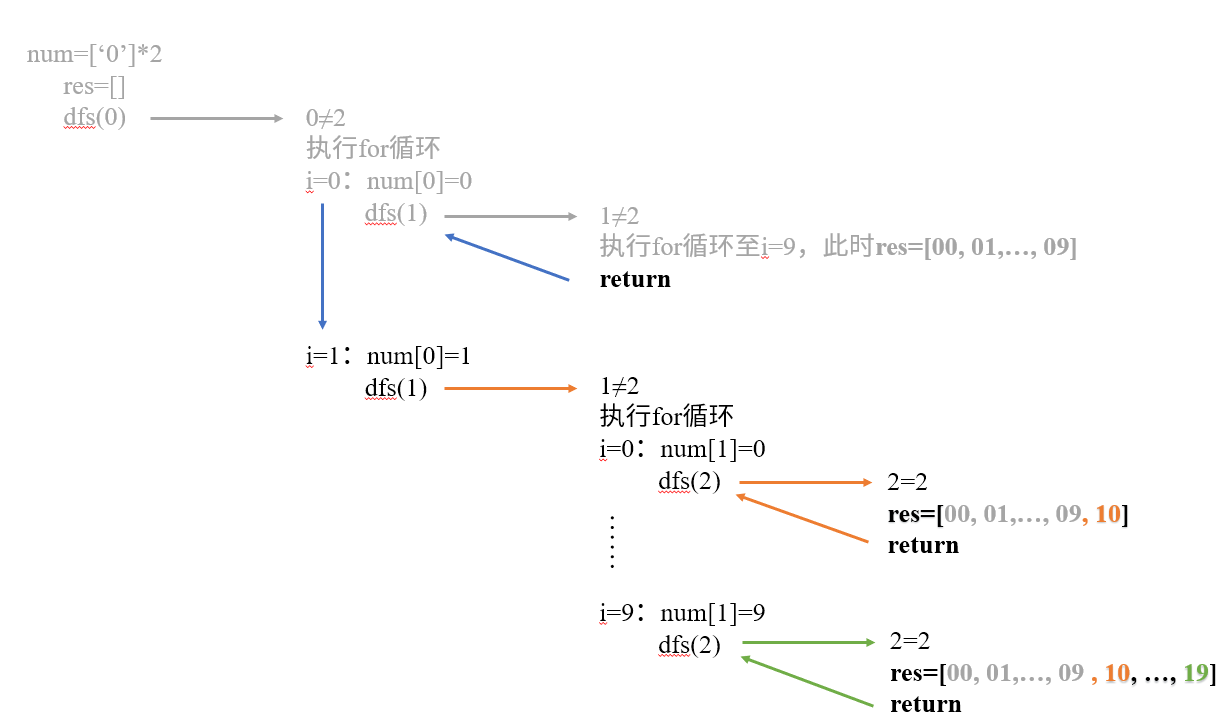 num=[‘0’]*2
res=[]
dfs(0)
0≠2
执行for循环
i=0：num[0]=0
dfs(1)
1≠2
执行for循环至i=9，此时res=[00, 01,…, 09]
return
i=1：num[0]=1
dfs(1)
1≠2
执行for循环
i=0：num[1]=0
dfs(2)
2=2
res=[00, 01,…, 09, 10]
return
……
i=9：num[1]=9
dfs(2)
2=2
res=[00, 01,…, 09 , 10, …, 19]
return